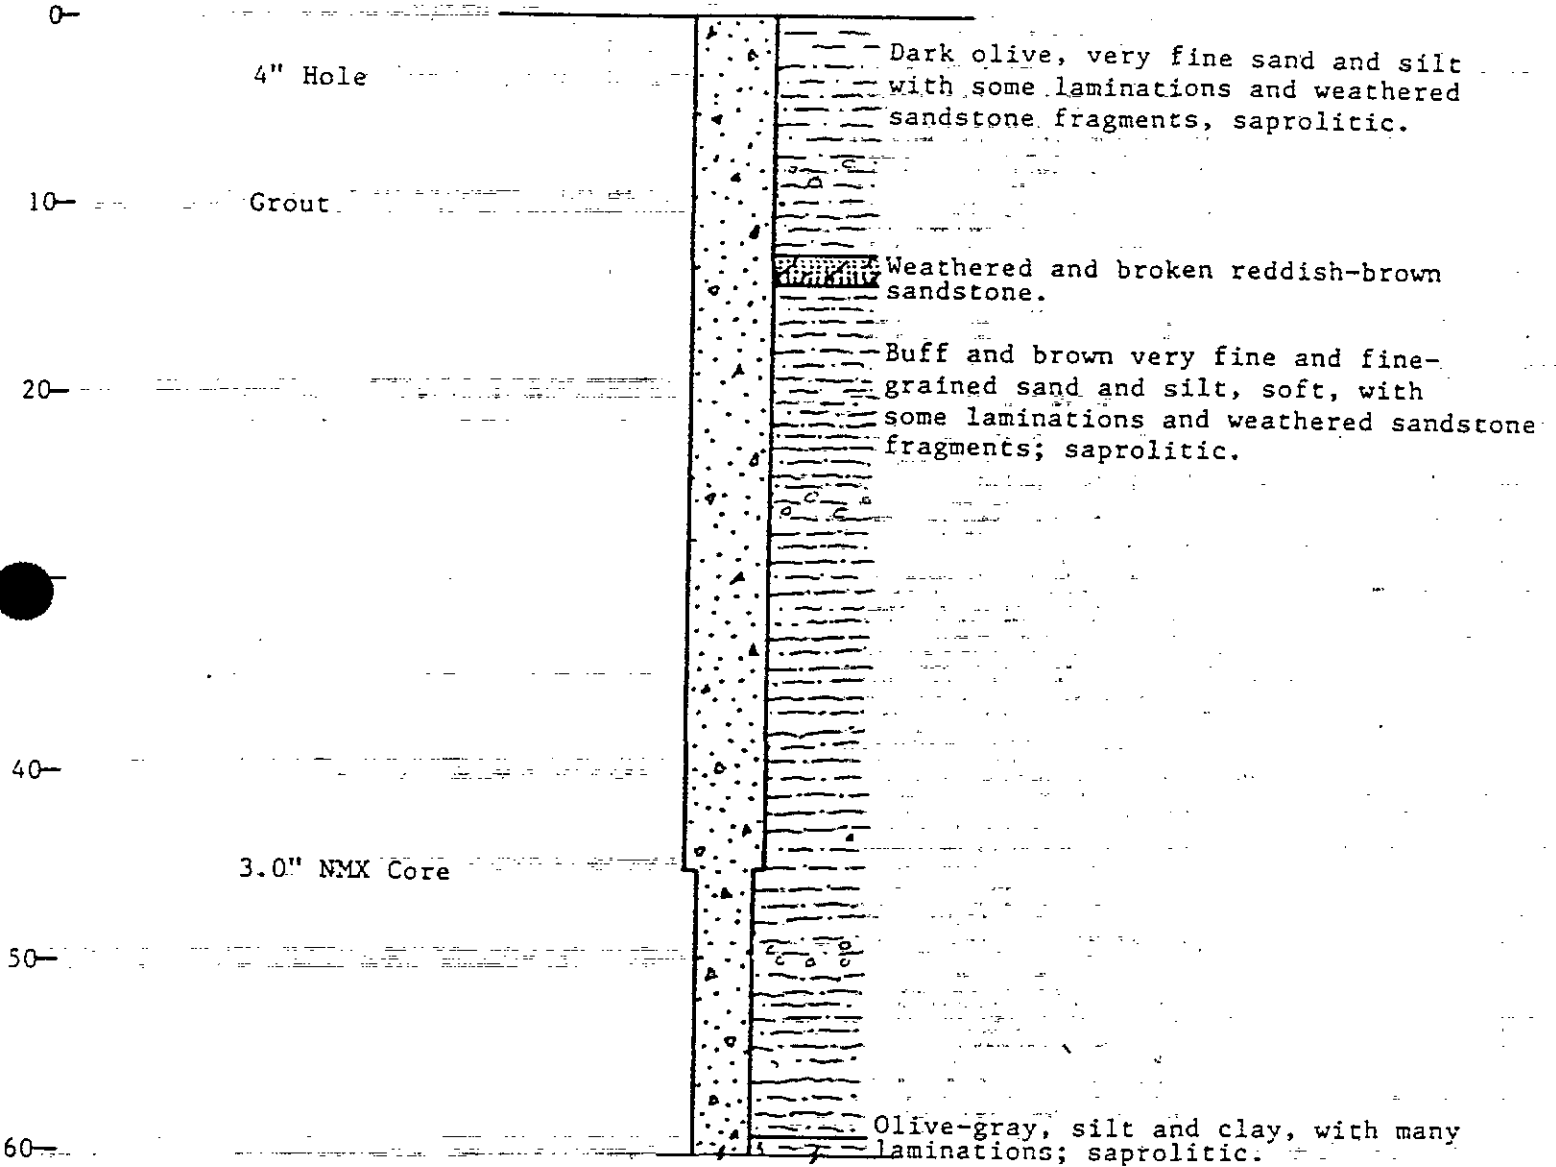 0
Dark olive, very fine sand and silt
4" Hole
with some laminations and weathered
sandstone fragments, saprolitic.
10
Grout
Weathered and broken reddish-brown
sandstone.
Buff and brown very fine and fine-
20
grained sand and silt, soft, with
some laminations and weathered sandstone
fragments; saprolitic.
40
3.0" NMX Core
50
Olive-gray, silt and clay, with many
60
laminations; saprolitic.